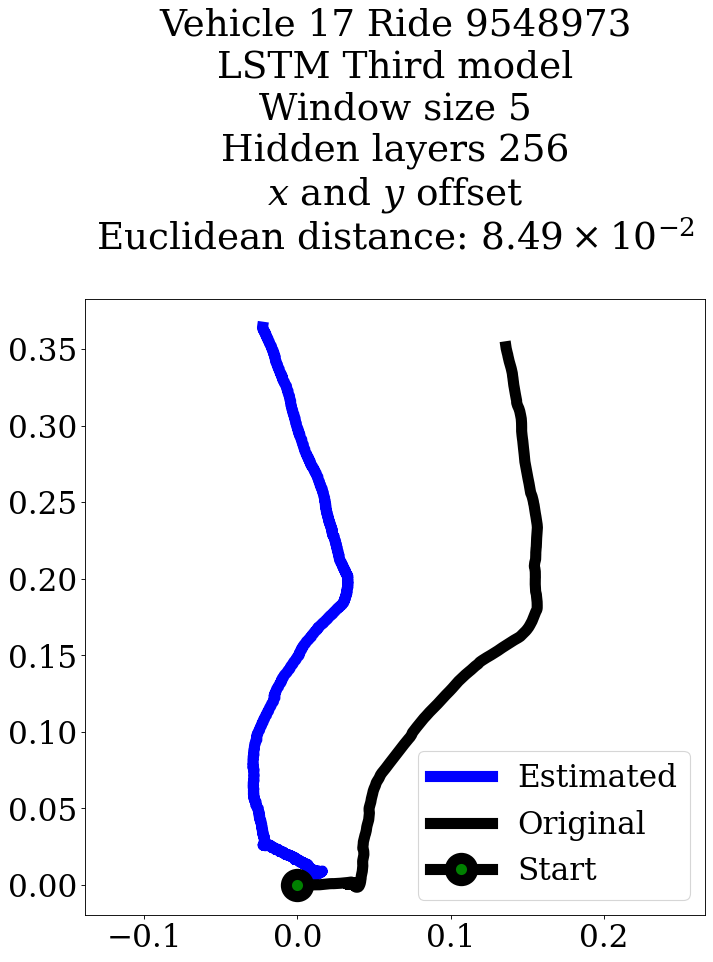 Vehicle 17 Ride 9548973
LSTM Third model
Window size 5
Hidden layers 256
x and y offset
Euclidean distance: 8.49 × 10⁻²
0.35
0.30
0.25
0.20
0.15
0.10
0.05
0.00
−0.1
0.0
0.1
0.2
Estimated
Original
Start